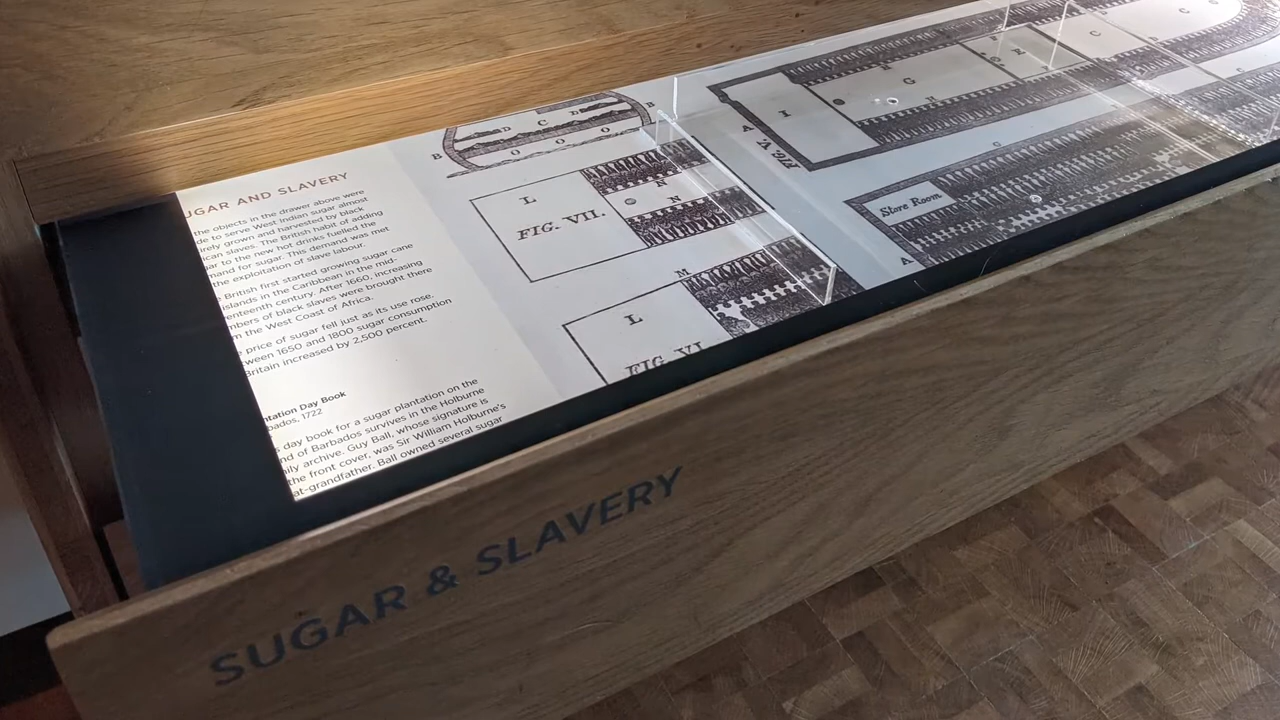 UGAR AND SLAVERY
the objects in the drawer above were
de to serve West Indian sugar almost
irely grown and harvested by black
ican slaves. The British habit of adding
ar to the new hot drinks fuelled the
mand for sugar. This demand was met
the exploitation of slave labour.
British first started growing sugar cane
islands in the Caribbean in the mid-
enteenth century. After 1660, increasing
mbers of black slaves were brought there
m the West Coast of Africa.
price of sugar fell just as its use rose.
ween 1650 and 1800 sugar consumption
Britain increased by 2,500 percent.
ntation Day Book
bados, 1722
day book for a sugar plantation on the
nd of Barbados survives in the Holburne
ily archive. Guy Ball, whose signature is
the front cover, was Sir William Holburne's
at-grandfather. Ball owned several sugar
B D C D B
O O O
L N
FIG. VII. N
M
L
FIG. VI
A I G N
H
FIG. V.
C
Store Room
A
SUGAR & SLAVERY